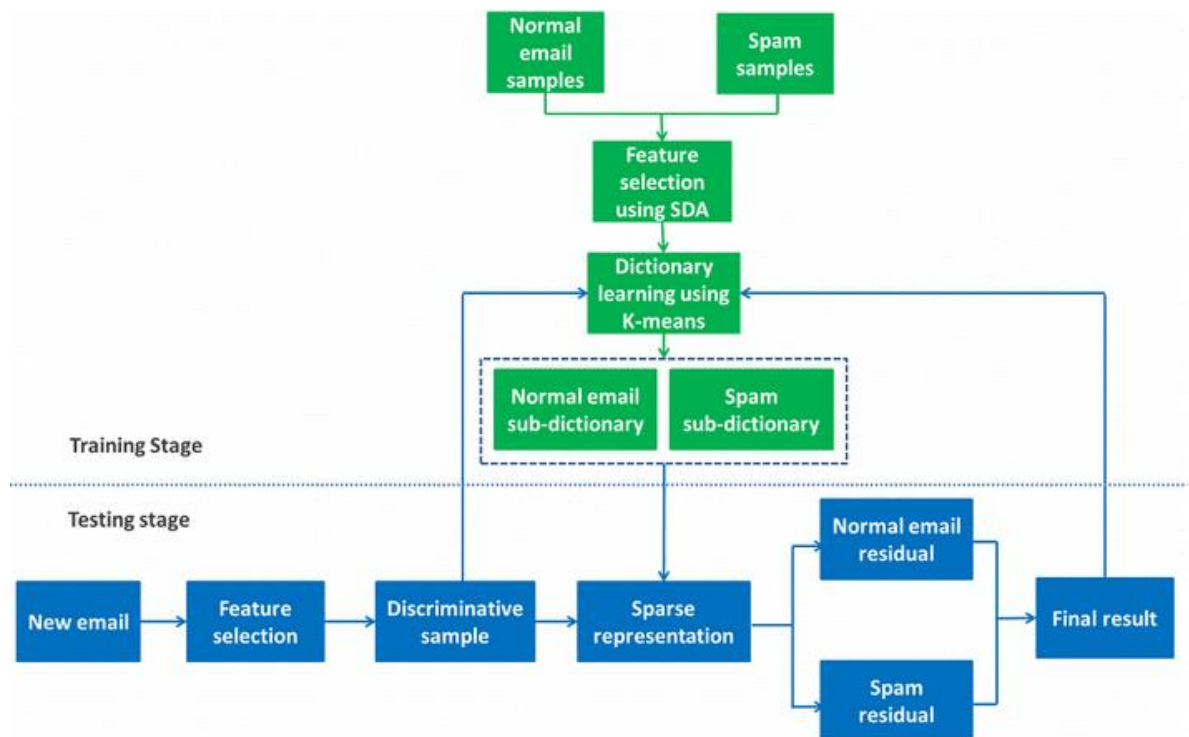 Normal
email
samples
Spam
samples
Feature
selection
using SDA
Dictionary
learning using
K-means
Normal email
sub-dictionary
Spam
sub-dictionary
Training Stage
Testing stage
New email
Feature
selection
Discriminative
sample
Sparse
representation
Normal email
residual
Spam
residual
Final result